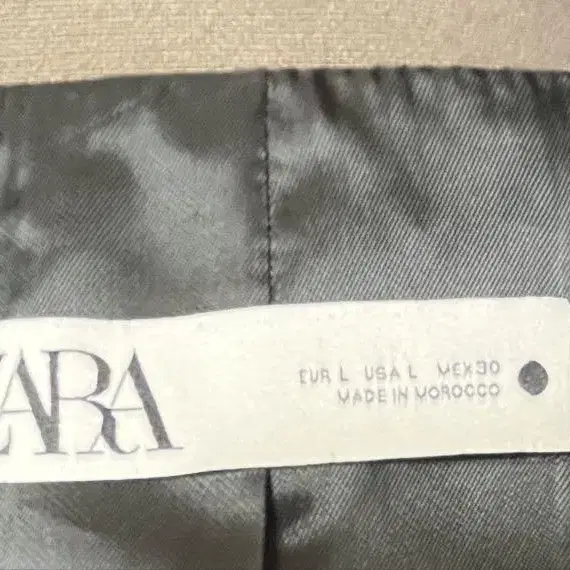 ZARA
EUR L USA L MEX 30
MADE IN MOROCCO